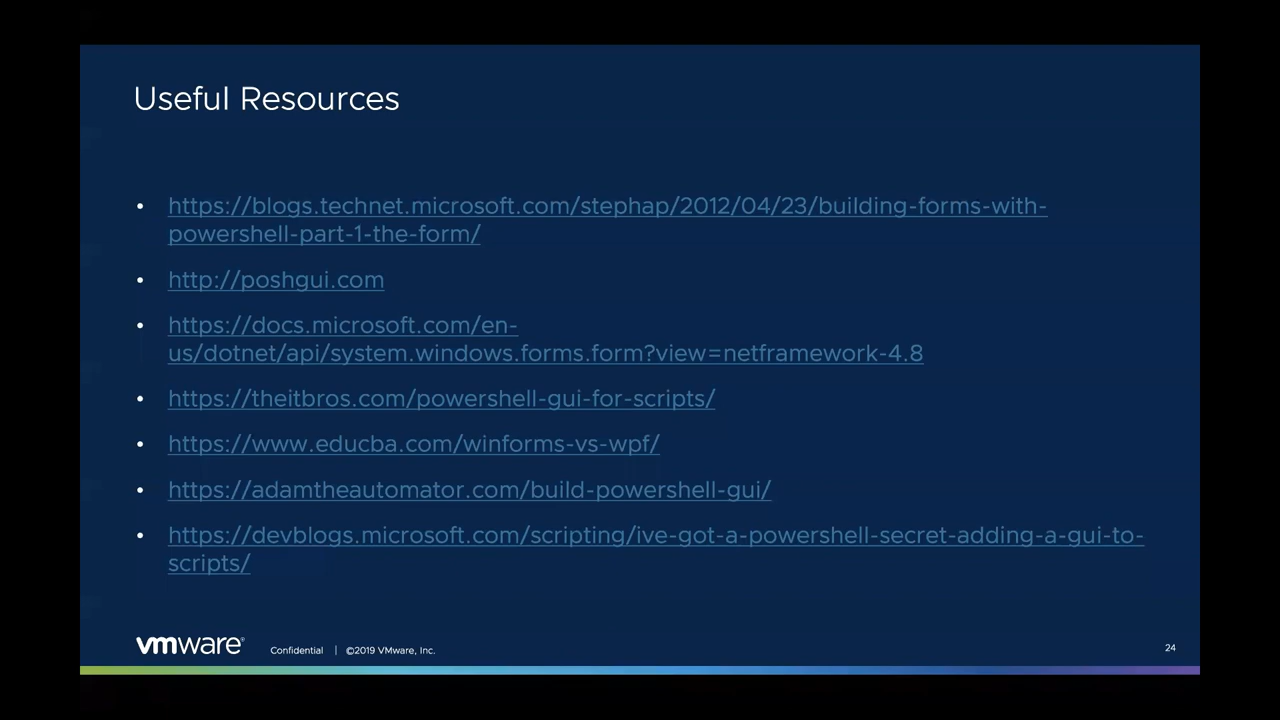 Useful Resources
• https://blogs.technet.microsoft.com/stephap/2012/04/23/building-forms-with-
powershell-part-1-the-form/
• http://poshgui.com
• https://docs.microsoft.com/en-
us/dotnet/api/system.windows.forms.form?view=netframework-4.8
• https://theitbros.com/powershell-gui-for-scripts/
• https://www.educba.com/winforms-vs-wpf/
• https://adamtheautomator.com/build-powershell-gui/
• https://devblogs.microsoft.com/scripting/ive-got-a-powershell-secret-adding-a-gui-to-
scripts/
vmware® Confidential | ©2019 VMware, Inc. 24